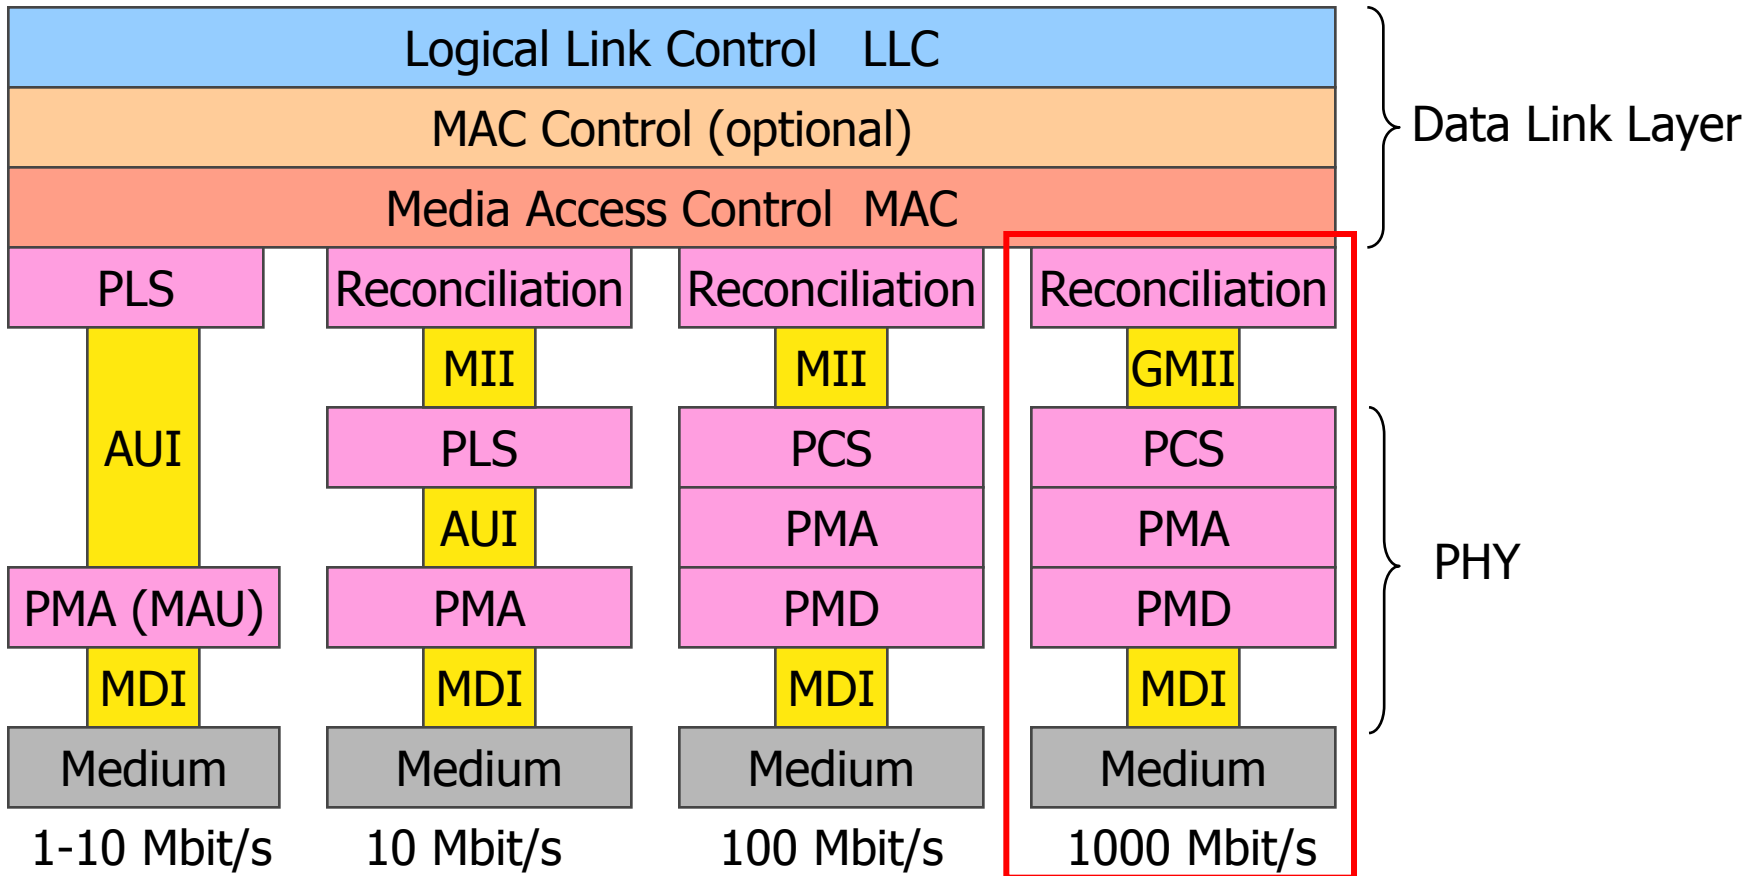 Logical Link Control LLC
MAC Control (optional)
Data Link Layer
Media Access Control MAC
PLS Reconciliation Reconciliation Reconciliation
MII MII GMII
AUI PLS PCS PCS
AUI PMA PMA
PHY
PMA (MAU) PMA PMD PMD
MDI MDI MDI MDI
Medium Medium Medium Medium
1-10 Mbit/s 10 Mbit/s 100 Mbit/s 1000 Mbit/s